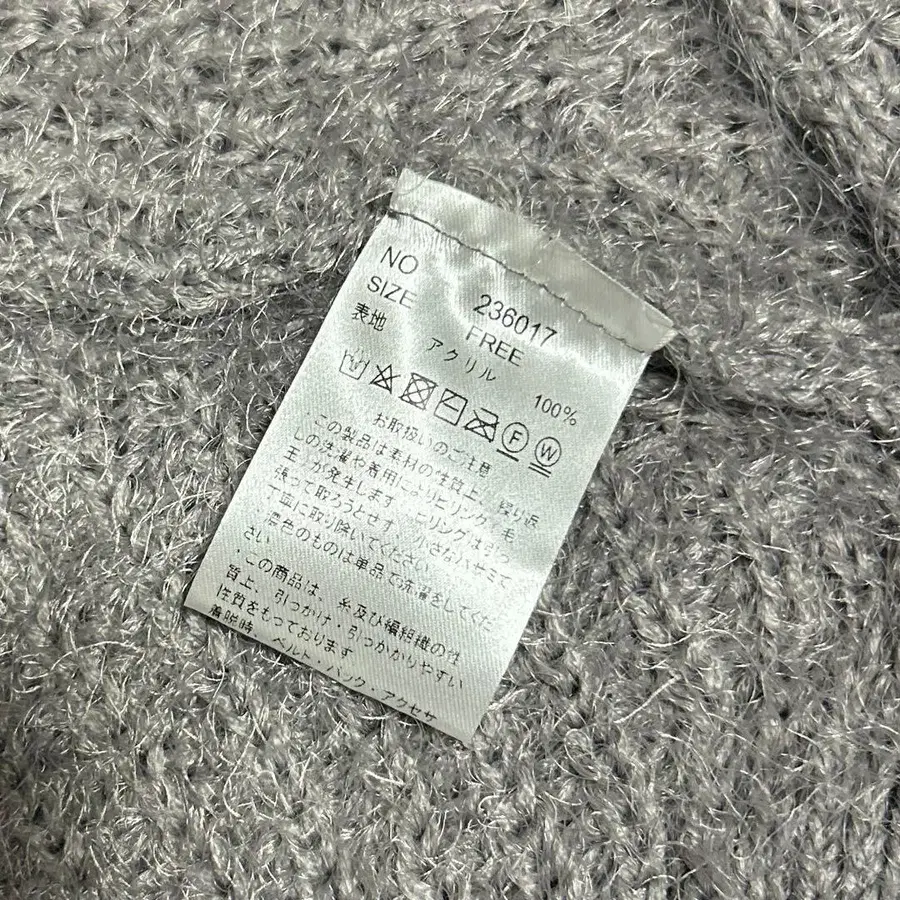 NO 236017
SIZE FREE
表地 アクリル 100%
F W
お取扱いのご注意
・この製品は素材の性質上、繰り返
しの洗濯や着用によりピリング(毛
玉)が発生します。ピリングは引っ
張って取ろうとせず、小さなハサミで
丁寧に取り除いてください。
・濃色のものは単品で洗濯をしてくだ
さい
・この商品は、糸及び編組織の性
質上、引っかけ・引っかかりやすい
性質をもっております
着脱時、ベルト・バック・アクセサ